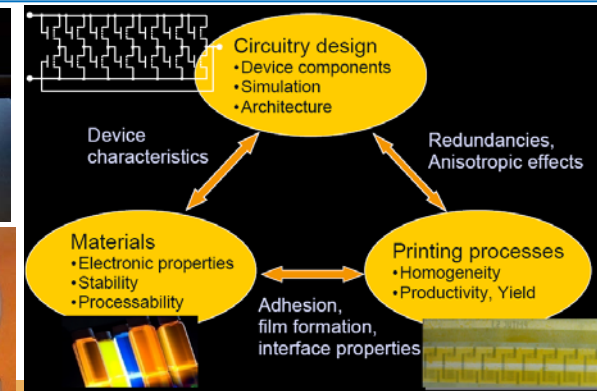 Circuitry design
•Device components
•Simulation
•Architecture
Device
characteristics
Redundancies,
Anisotropic effects
Materials
•Electronic properties
•Stability
•Processability
Printing processes
•Homogeneity
•Productivity, Yield
Adhesion,
film formation,
interface properties